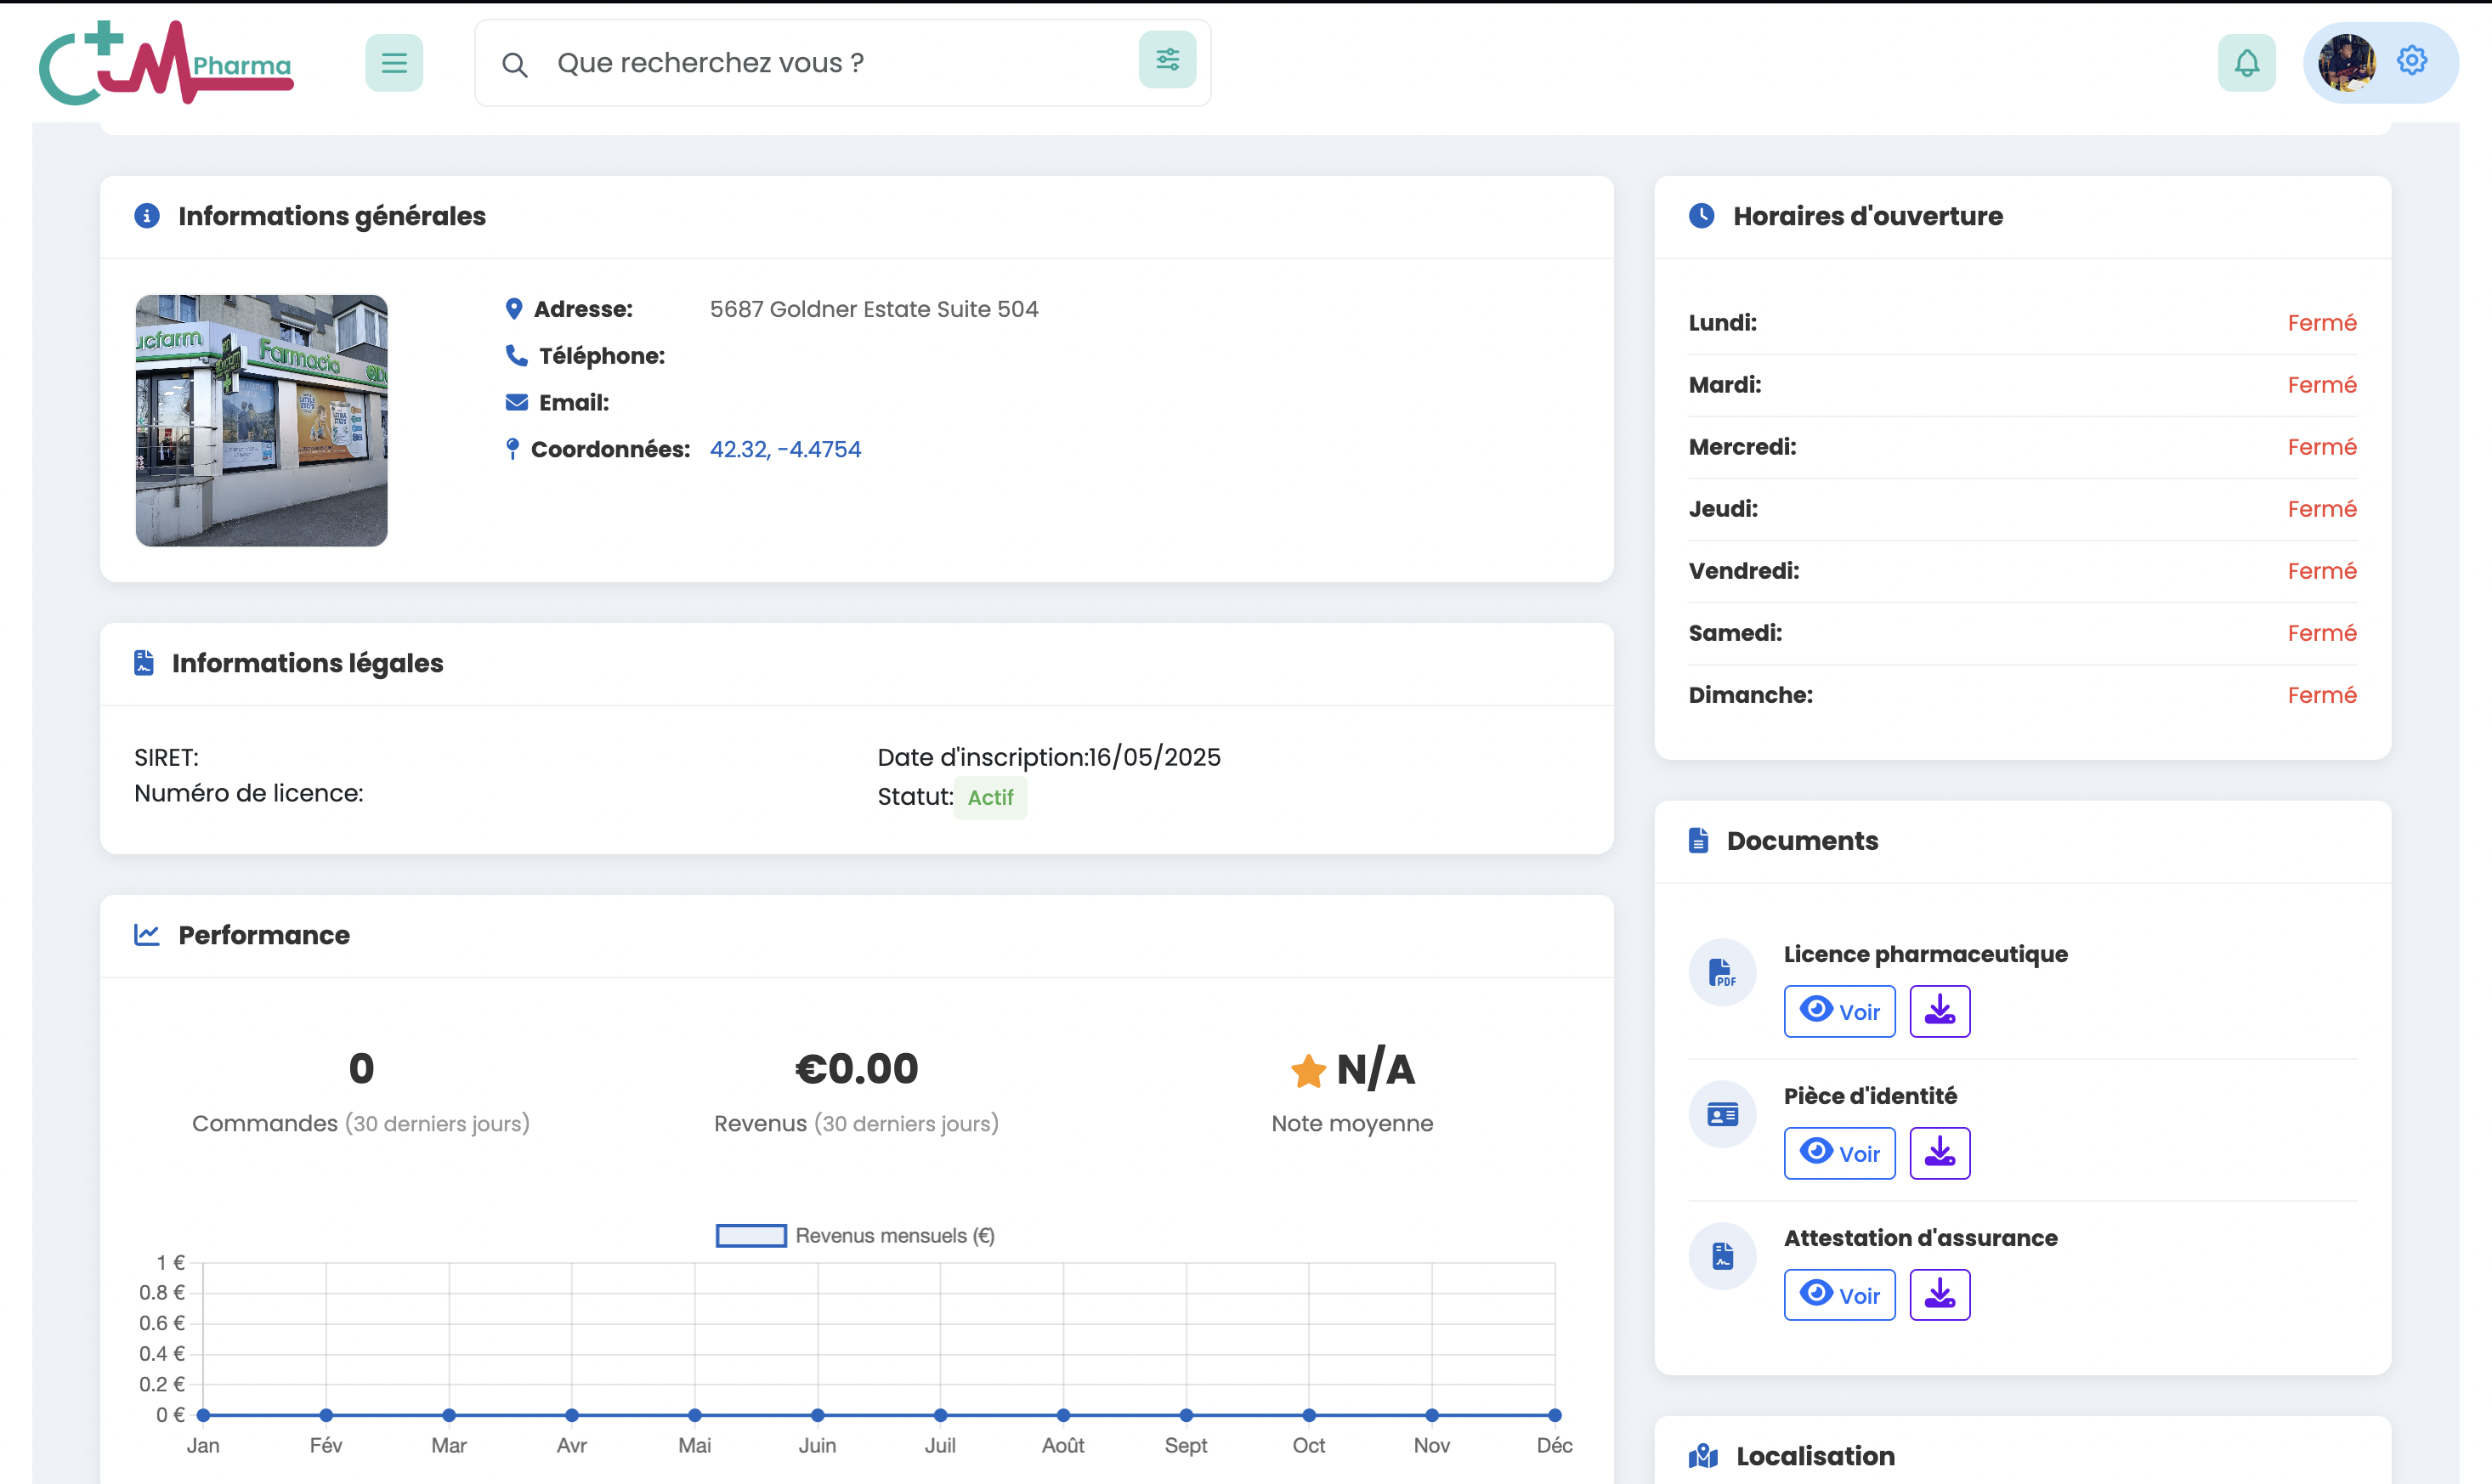 Pharma
Que recherchez vous ?
Informations générales
ucfarm
Farmacia
Adresse: 5687 Goldner Estate Suite 504
Téléphone:
Email:
Coordonnées: 42.32, -4.4754
Informations légales
SIRET:
Numéro de licence:
Date d'inscription:16/05/2025
Statut: Actif
Performance
0
Commandes (30 derniers jours)
€0.00
Revenus (30 derniers jours)
N/A
Note moyenne
Revenus mensuels (€)
1 €
0.8 €
0.6 €
0.4 €
0.2 €
0 €
Jan Fév Mar Avr Mai Juin Juil Août Sept Oct Nov Déc
Horaires d'ouverture
Lundi: Fermé
Mardi: Fermé
Mercredi: Fermé
Jeudi: Fermé
Vendredi: Fermé
Samedi: Fermé
Dimanche: Fermé
Documents
PDF
Licence pharmaceutique
Voir
Pièce d'identité
Voir
Attestation d'assurance
Voir
Localisation